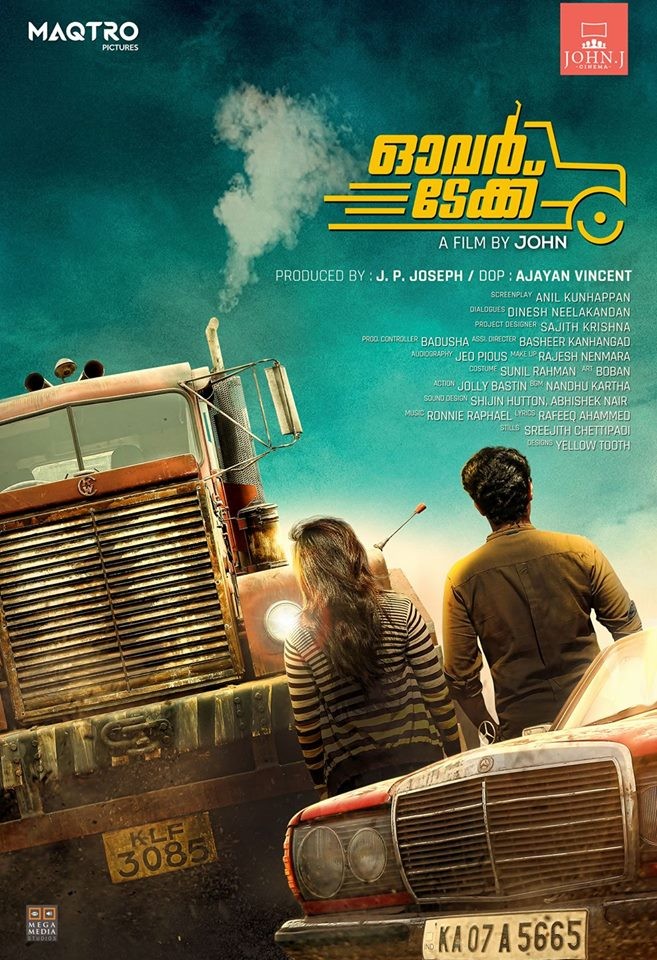 MAQTRO
PICTURES
JOHN.J
CINEMA
ഓവർ
ടേക്ക്
A FILM BY JOHN
PRODUCED BY : J. P. JOSEPH / DOP : AJAYAN VINCENT
SCREENPLAY ANIL KUNHAPPAN
DIALOGUES DINESH NEELAKANDAN
PROJECT DESIGNER SAJITH KRISHNA
PROD. CONTROLLER BADUSHA ASSI. DIRECTER BASHEER KANHANGAD
AUDIOGRAPHY JEO PIOUS MAKE UP RAJESH NENMARA
COSTUME SUNIL RAHMAN ART BOBAN
ACTION JOLLY BASTIN BGM NANDHU KARTHA
SOUND DESIGN SHIJIN HUTTON, ABHISHEK NAIR
MUSIC RONNIE RAPHAEL LYRICS RAFEEQ AHAMMED
STILLS SREEJITH CHETTIPADI
DESIGNS YELLOW TOOTH
KLF
3085
MEGA
MEDIA
STUDIOS
IND
KA 07 A 5665